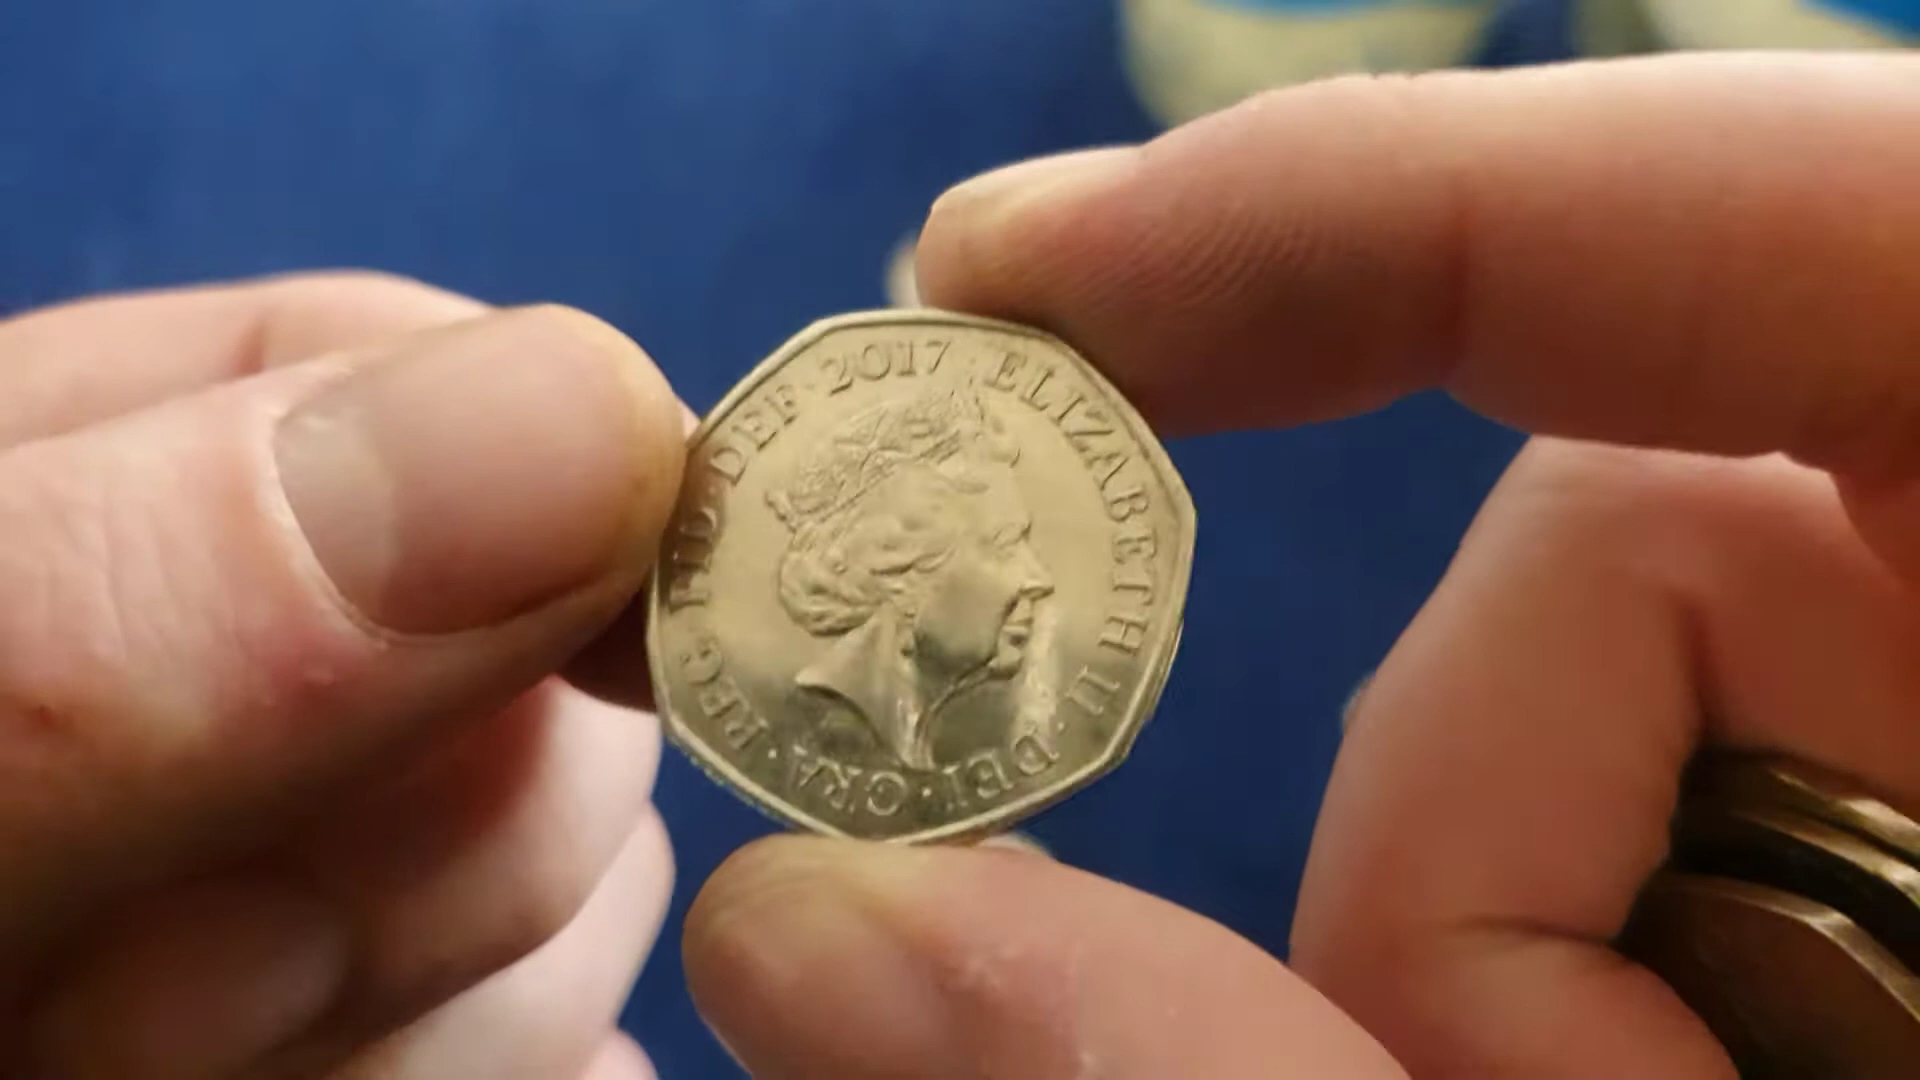 ELIZABETH II · DEI · GRA · REG · FID · DEF · 2017